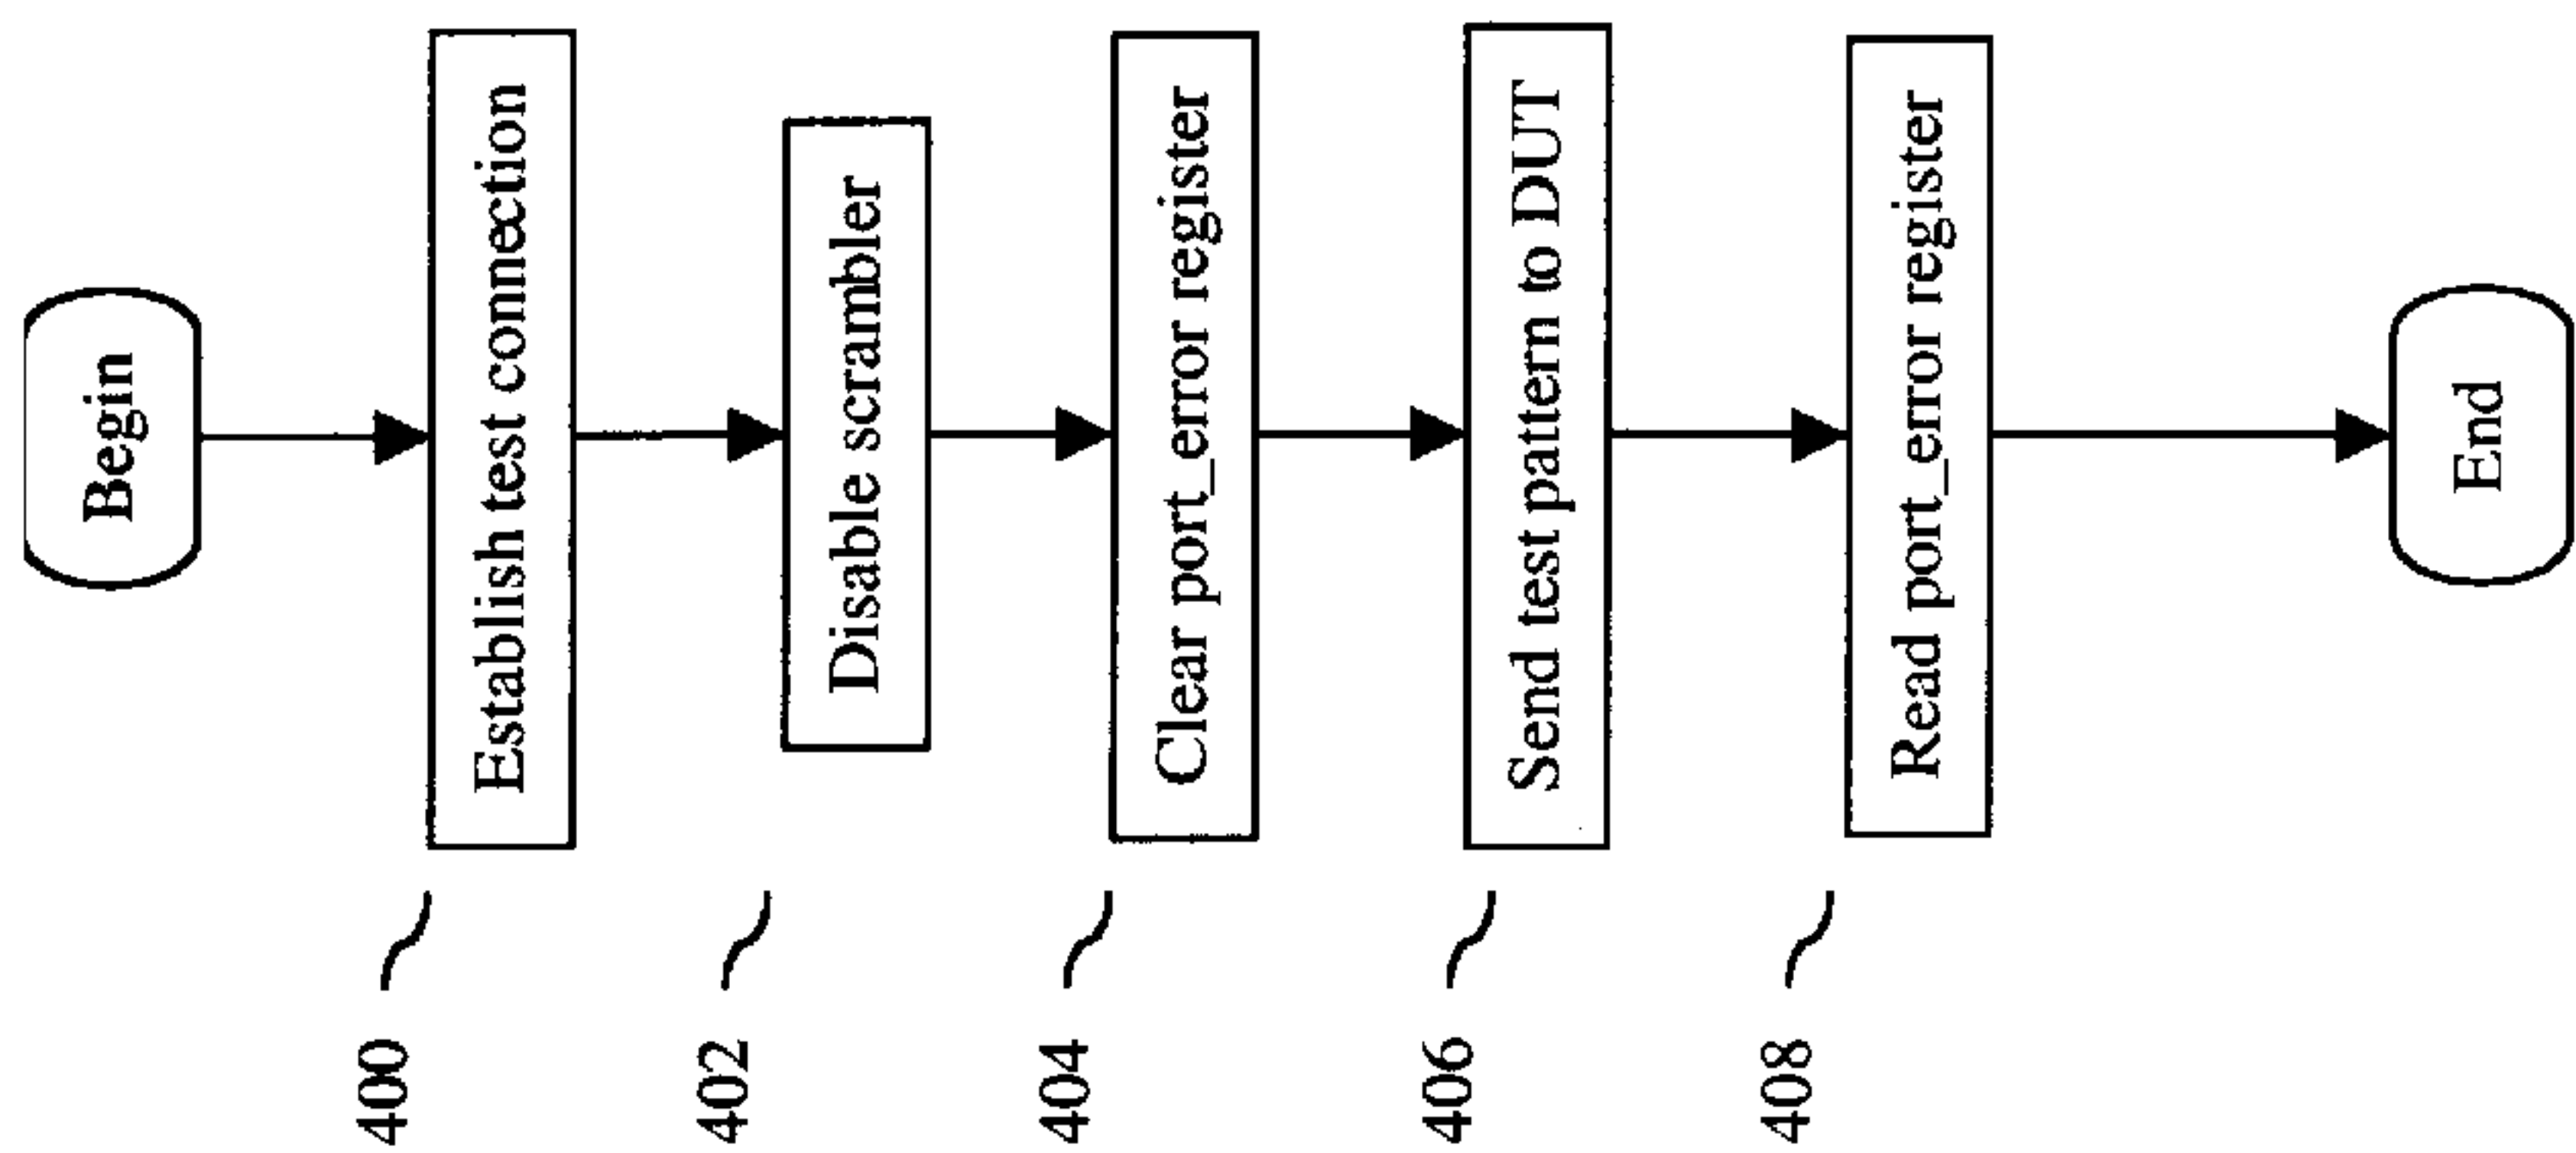 Begin
400
Establish test connection
402
Disable scrambler
404
Clear port_error register
406
Send test pattern to DUT
408
Read port_error register
End